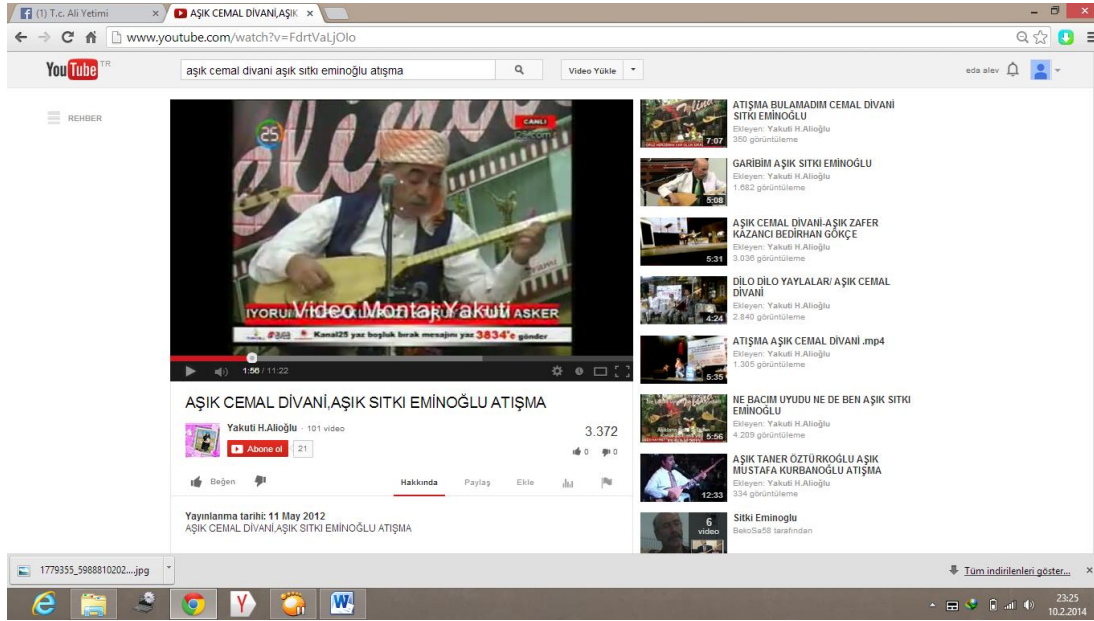 (1) T.c. Ali Yetimi
AŞIK CEMAL DİVANİ,AŞIK
www.youtube.com/watch?v=FdrtVaLjOIo
You Tube TR
aşık cemal divani aşık sıtkı eminoğlu atışma
Video Yükle
eda alev
REHBER
25
CANLI
IYORUM
Video Montaj:Yakuti
ASKER
Kanal25 yaz boşluk bırak mesajını yaz 3834'e gönder
1:56 / 11:22
AŞIK CEMAL DİVANİ,AŞIK SITKI EMİNOĞLU ATIŞMA
Yakuti H.Alioğlu · 101 video
Abone ol 21
3.372
0 0
Beğen
Hakkında Paylaş Ekle
Yayınlanma tarihi: 11 May 2012
AŞIK CEMAL DİVANİ,AŞIK SITKI EMİNOĞLU ATIŞMA
ATIŞMA BULAMADIM CEMAL DİVANİ
SITKI EMİNOĞLU
Ekleyen: Yakuti H.Alioğlu
350 görüntüleme
7:07
GARİBİM AŞIK SITKI EMİNOĞLU
Ekleyen: Yakuti H.Alioğlu
1.682 görüntüleme
5:08
AŞIK CEMAL DİVANİ-AŞIK ZAFER
KAZANCI BEDİRHAN GÖKÇE
Ekleyen: Yakuti H.Alioğlu
3.036 görüntüleme
5:31
DİLO DİLO YAYLALAR/ AŞIK CEMAL
DİVANİ
Ekleyen: Yakuti H.Alioğlu
2.840 görüntüleme
4:24
ATIŞMA AŞIK CEMAL DİVANİ .mp4
Ekleyen: Yakuti H.Alioğlu
1.305 görüntüleme
5:35
NE BACIM UYUDU NE DE BEN AŞIK SITKI
EMİNOĞLU
Ekleyen: Yakuti H.Alioğlu
4.209 görüntüleme
5:56
AŞIK TANER ÖZTÜRKOĞLU AŞIK
MUSTAFA KURBANOĞLU ATIŞMA
Ekleyen: Yakuti H.Alioğlu
334 görüntüleme
12:33
Sitki Eminoglu
BekoSa58 tarafından
6
video
1779355_5988810202....jpg
Tüm indirilenleri göster...
23:25
10.2.2014